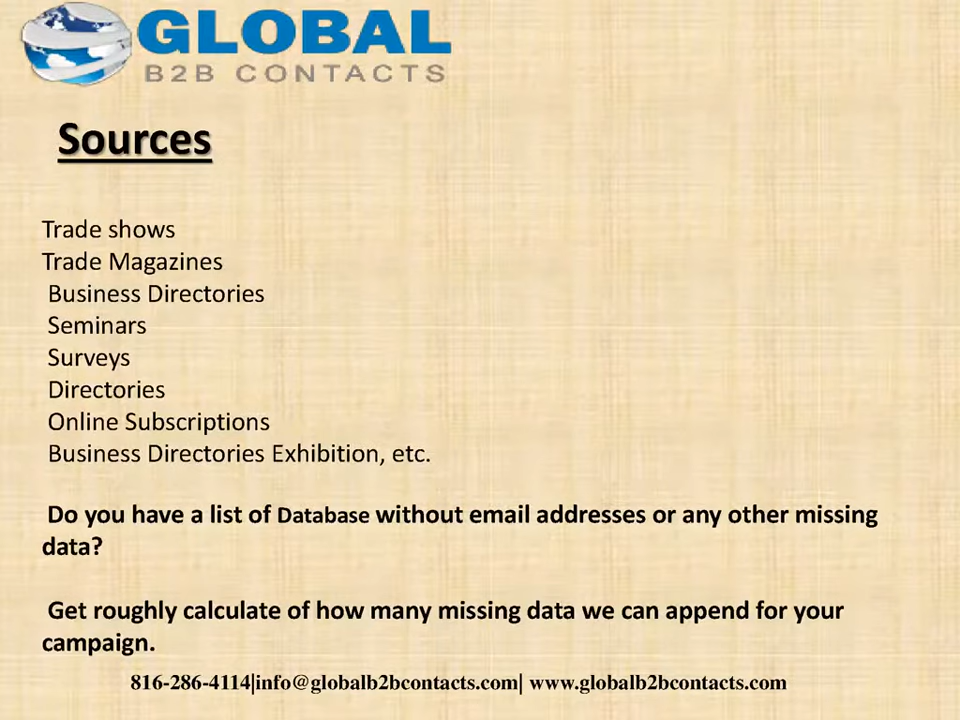 GLOBAL
B2B CONTACTS
Sources
Trade shows
Trade Magazines
Business Directories
Seminars
Surveys
Directories
Online Subscriptions
Business Directories Exhibition, etc.
Do you have a list of Database without email addresses or any other missing
data?
Get roughly calculate of how many missing data we can append for your
campaign.
816-286-4114|info@globalb2bcontacts.com| www.globalb2bcontacts.com